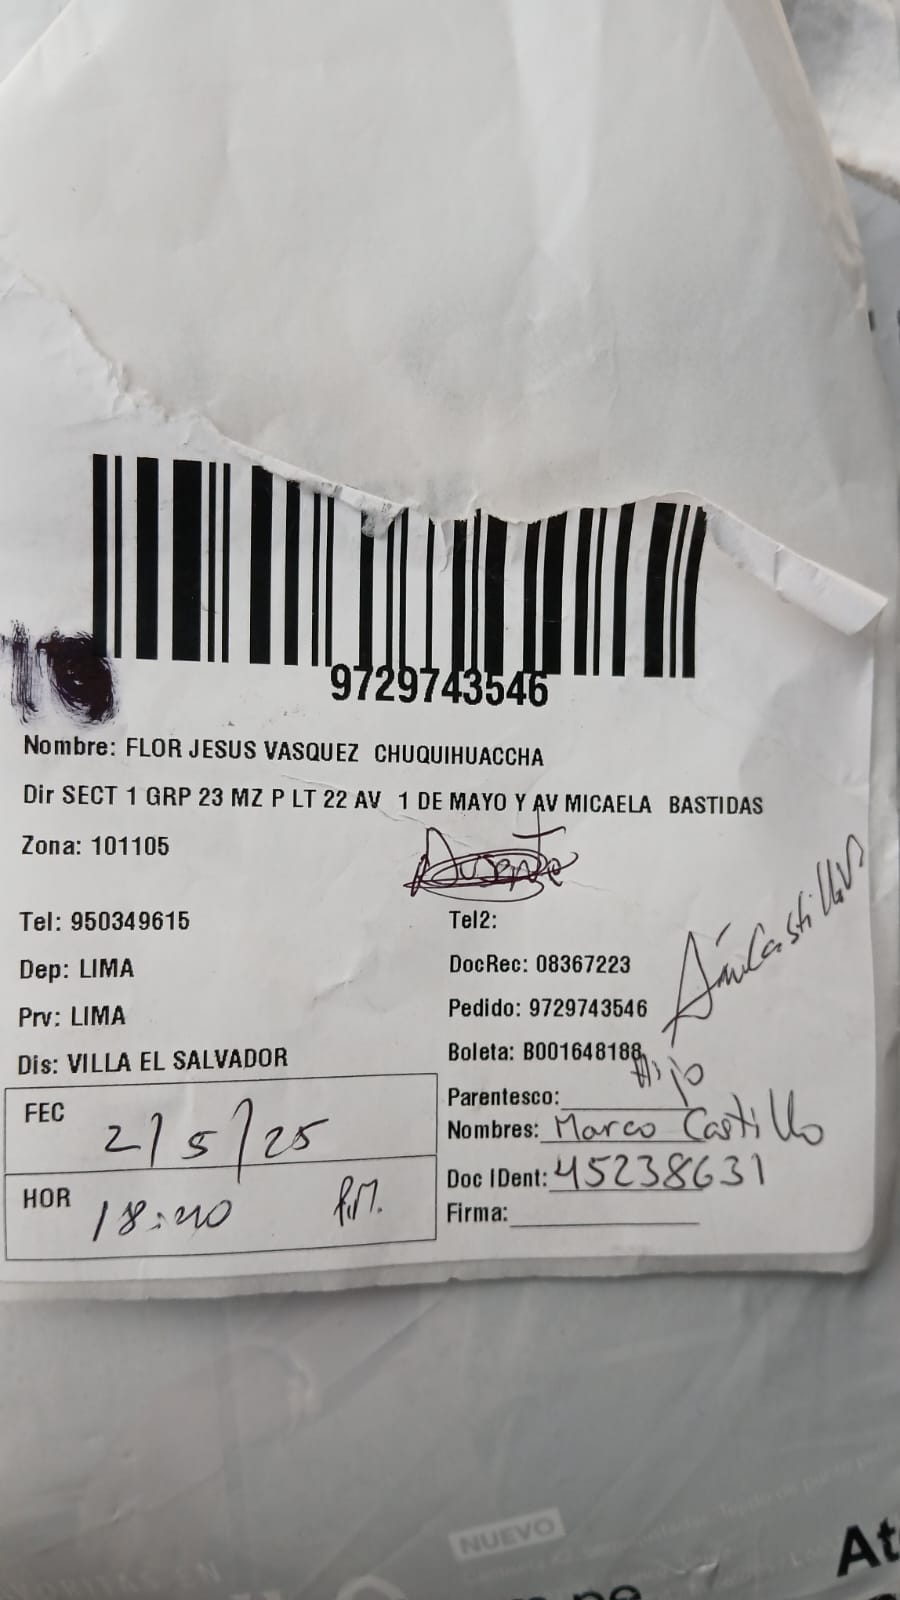 9729743546
Nombre: FLOR JESUS VASQUEZ CHUQUIHUACCHA
Dir SECT 1 GRP 23 MZ P LT 22 AV 1 DE MAYO Y AV MICAELA BASTIDAS
Zona: 101105
Ausente
Tel: 950349615
Tel2:
Dep: LIMA
DocRec: 08367223
Prv: LIMA
Pedido: 9729743546
Dis: VILLA EL SALVADOR
Boleta: B001648188
FEC 2/5/25
Parentesco: Hijo
Nombres: Marco Castillo
HOR 18:40 P.M.
Doc IDent: 45238631
Firma:
NUEVO